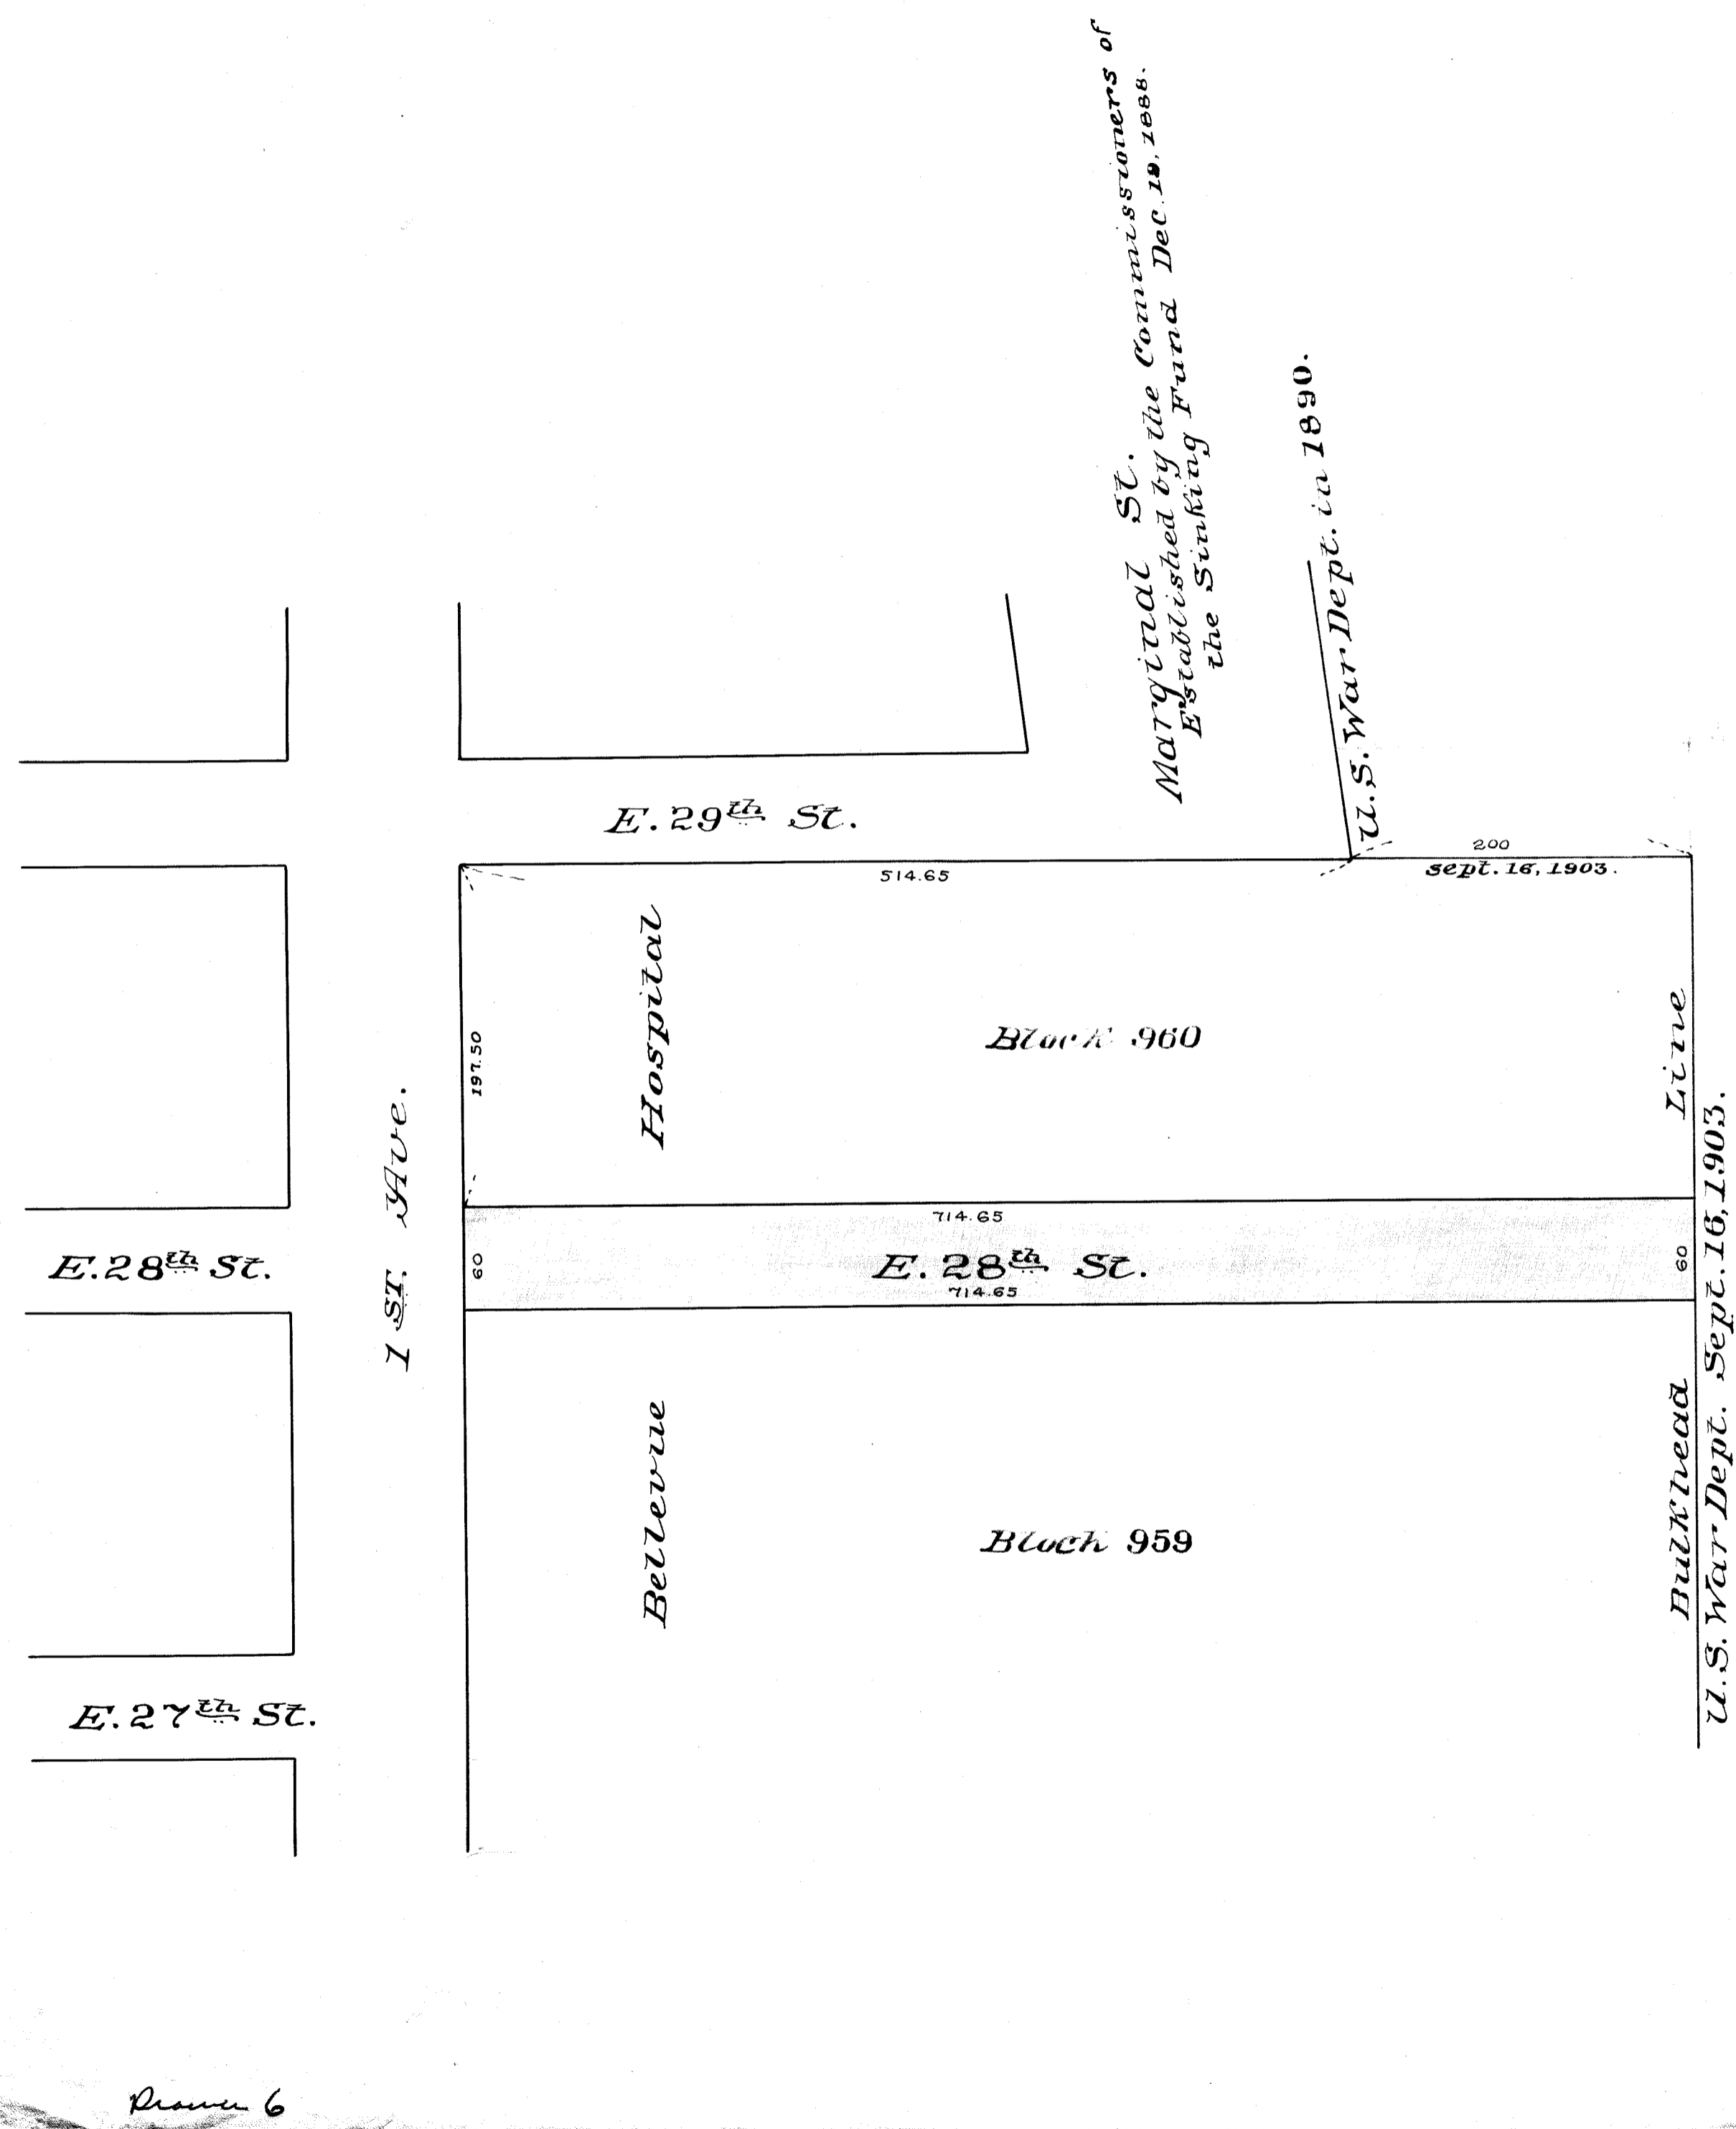 Marginal St.
Established by the Commissioners of
the Sinking Fund Dec. 18, 1888.
U.S. War Dept. in 1890.
E. 29th St.
200
514.65
Sept. 16, 1903.
Hospital
Block 960
197.50
Line
1 ST. Ave.
714.65
E. 28th St.
60
E. 28th St.
60
714.65
Bellevue
Block 959
Bulkhead
U.S. War Dept. Sept. 16, 1903.
E. 27th St.
Drawer 6